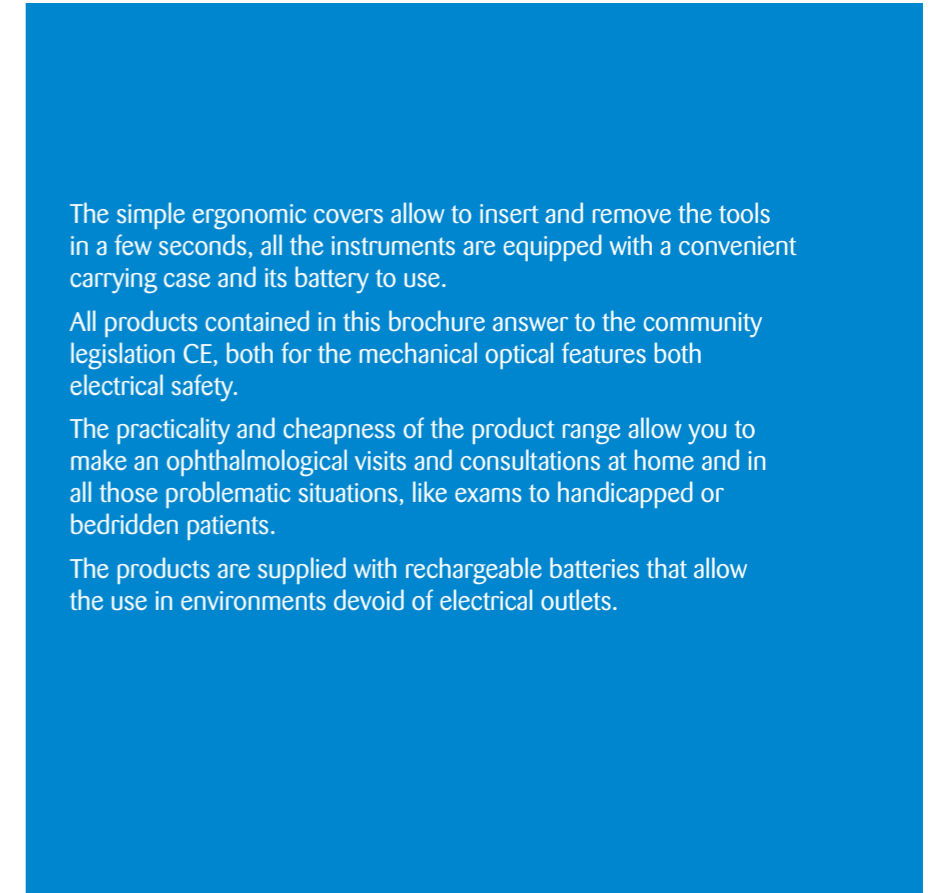 The simple ergonomic covers allow to insert and remove the tools
in a few seconds, all the instruments are equipped with a convenient
carrying case and its battery to use.
All products contained in this brochure answer to the community
legislation CE, both for the mechanical optical features both
electrical safety.
The practicality and cheapness of the product range allow you to
make an ophthalmological visits and consultations at home and in
all those problematic situations, like exams to handicapped or
bedridden patients.
The products are supplied with rechargeable batteries that allow
the use in environments devoid of electrical outlets.